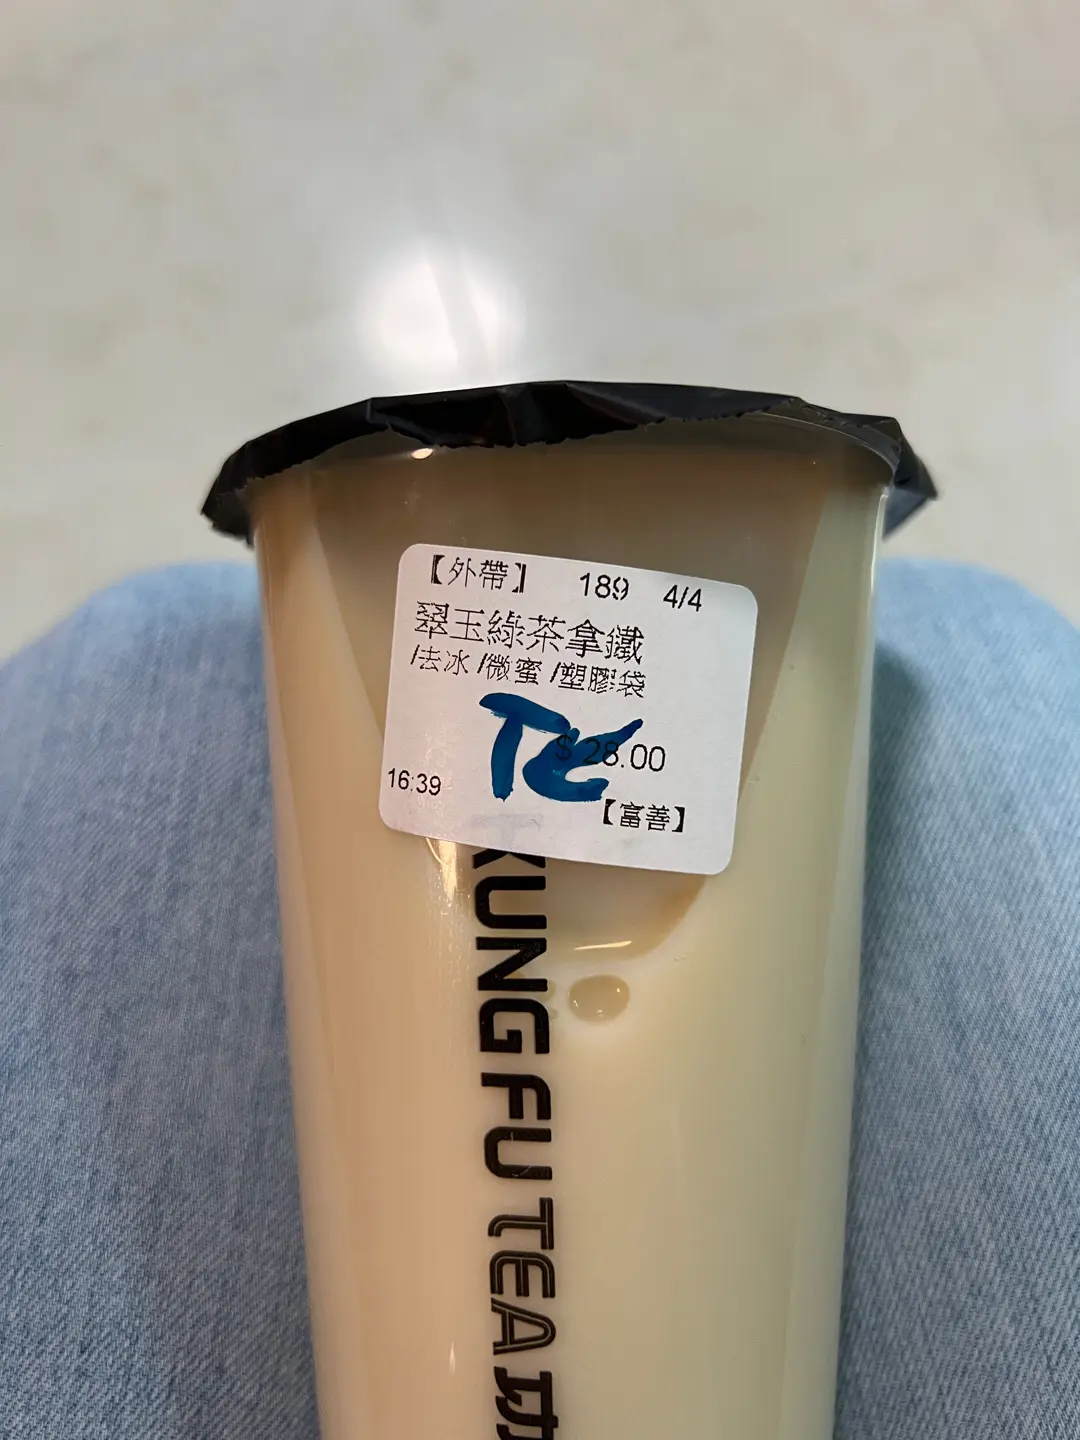 【外帶】 189 4/4
翠玉綠茶拿鐵
/去冰 /微蜜 /塑膠袋
TC
$ 28.00
16:39
【富善】
KUNG FU TEA 功